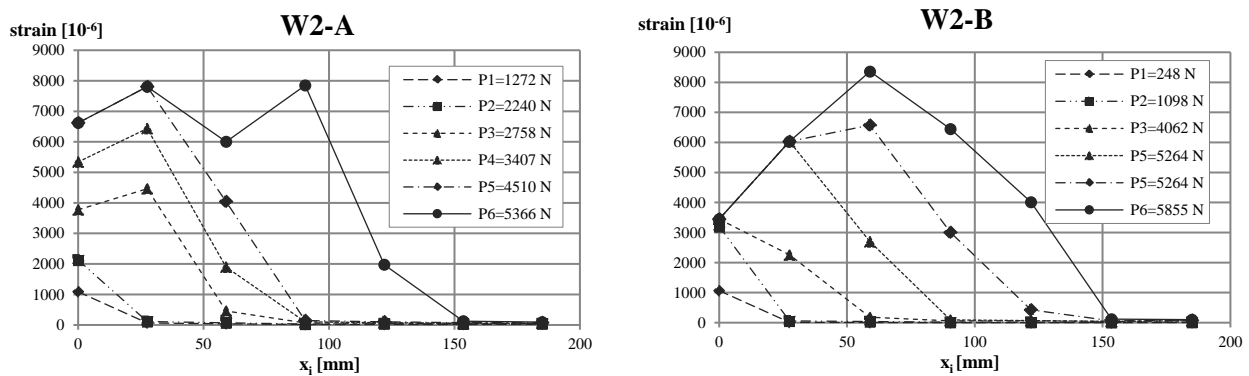 W2-A
strain [10-6]
9000
8000
7000
6000
5000
4000
3000
2000
1000
0
0
50
100
150
200
xi [mm]
P1=1272 N
P2=2240 N
P3=2758 N
P4=3407 N
P5=4510 N
P6=5366 N
W2-B
strain [10-6]
9000
8000
7000
6000
5000
4000
3000
2000
1000
0
0
50
100
150
200
xi [mm]
P1=248 N
P2=1098 N
P3=4062 N
P5=5264 N
P5=5264 N
P6=5855 N